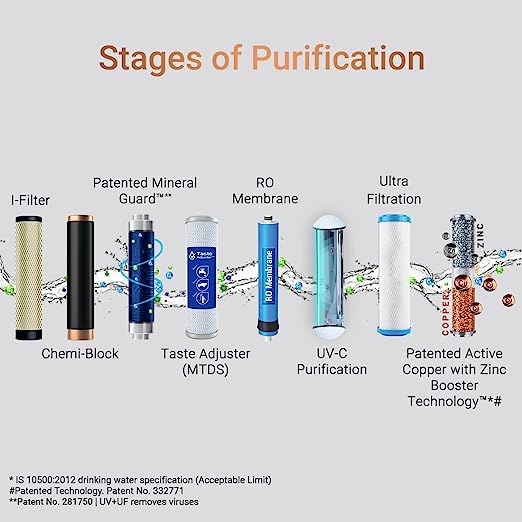 Stages of Purification
I-Filter
Patented Mineral
Guard™**
RO
Membrane
Ultra
Filtration
Taste
Adjuster
RO Membrane
ZINC
COPPER
Chemi-Block
Taste Adjuster
(MTDS)
UV-C
Purification
Patented Active
Copper with Zinc
Booster
Technology™*#
* IS 10500:2012 drinking water specification (Acceptable Limit)
#Patented Technology. Patent No. 332771
**Patent No. 281750 | UV+UF removes viruses